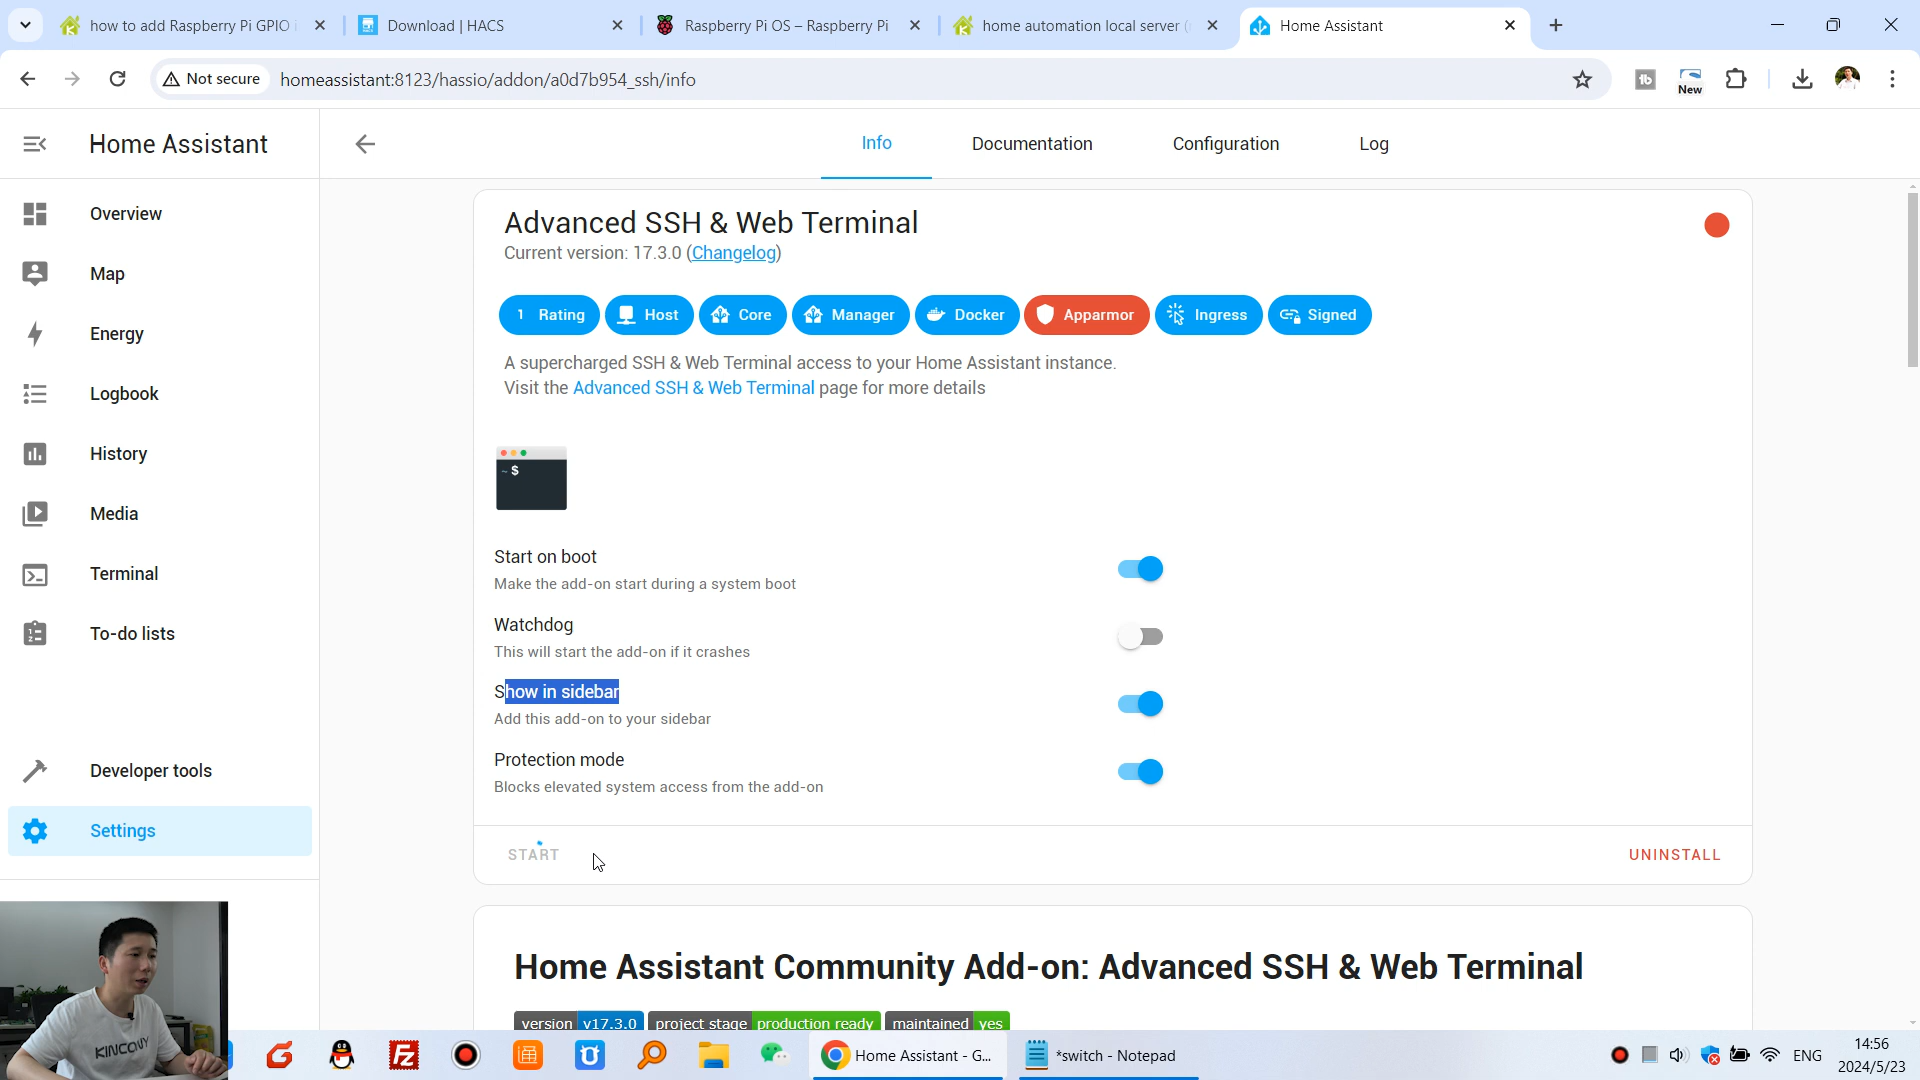 how to add Raspberry Pi GPIO
Download | HACS
Raspberry Pi OS – Raspberry Pi
home automation local server
Home Assistant
Not secure
homeassistant:8123/hassio/addon/a0d7b954_ssh/info
New
Home Assistant
Info
Documentation
Configuration
Log
Overview
Map
Energy
Logbook
History
Media
Terminal
To-do lists
Developer tools
Settings
Advanced SSH & Web Terminal
Current version: 17.3.0 (Changelog)
1 Rating
Host
Core
Manager
Docker
Apparmor
Ingress
Signed
A supercharged SSH & Web Terminal access to your Home Assistant instance.
Visit the Advanced SSH & Web Terminal page for more details
~ $
Start on boot
Make the add-on start during a system boot
Watchdog
This will start the add-on if it crashes
Show in sidebar
Add this add-on to your sidebar
Protection mode
Blocks elevated system access from the add-on
START
UNINSTALL
Home Assistant Community Add-on: Advanced SSH & Web Terminal
version v17.3.0 project stage production ready maintained yes
KINCONY
Home Assistant - G...
*switch - Notepad
ENG
14:56
2024/5/23